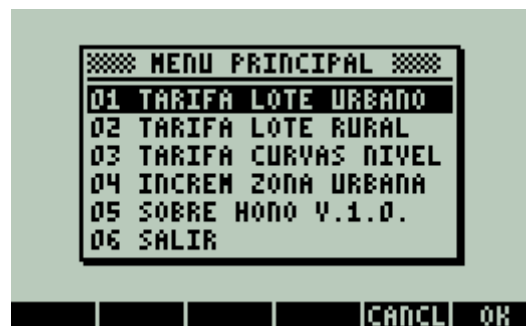 MENU PRINCIPAL
01 TARIFA LOTE URBANO
02 TARIFA LOTE RURAL
03 TARIFA CURVAS NIVEL
04 INCREM ZONA URBANA
05 SOBRE HONO V.1.0.
06 SALIR
CANCL OK